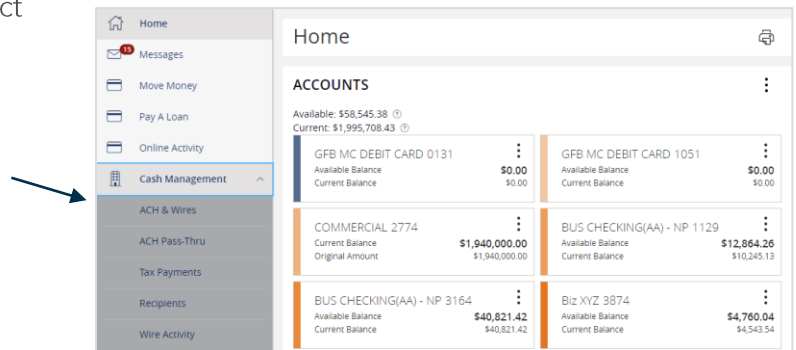 ct
Home
15
Messages
Move Money
Pay A Loan
Online Activity
Cash Management
ACH & Wires
ACH Pass-Thru
Tax Payments
Recipients
Wire Activity
Home
ACCOUNTS
Available: $58,545.38 ?
Current: $1,995,708.43 ?
GFB MC DEBIT CARD 0131
Available Balance $0.00
Current Balance $0.00
GFB MC DEBIT CARD 1051
Available Balance $0.00
Current Balance $0.00
COMMERCIAL 2774
Current Balance $1,940,000.00
Original Amount $1,940,000.00
BUS CHECKING(AA) - NP 1129
Available Balance $12,864.26
Current Balance $10,245.13
BUS CHECKING(AA) - NP 3164
Available Balance $40,821.42
Current Balance $40,821.42
Biz XYZ 3874
Available Balance $4,760.04
Current Balance $4,543.54